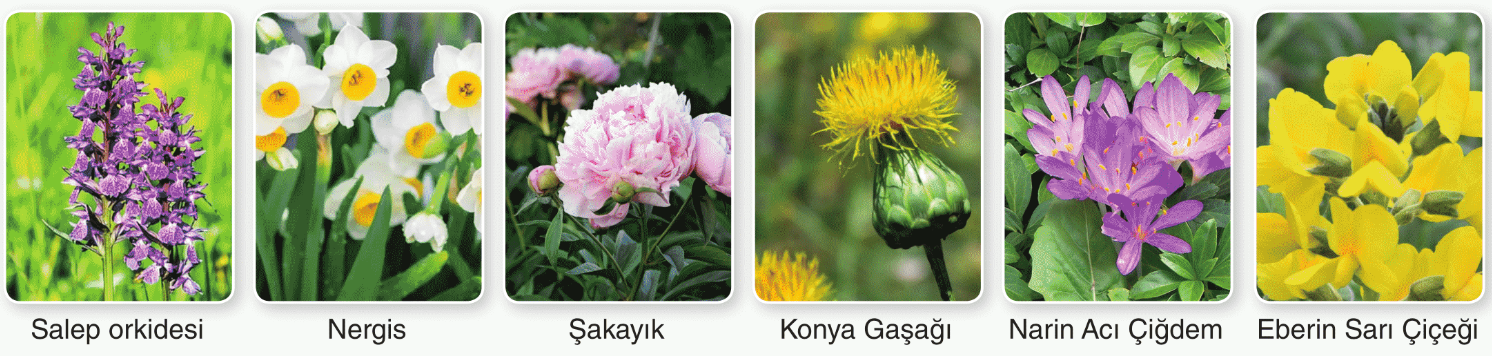 Salep orkidesi
Nergis
Şakayık
Konya Gaşağı
Narin Acı Çiğdem
Eberin Sarı Çiçeği